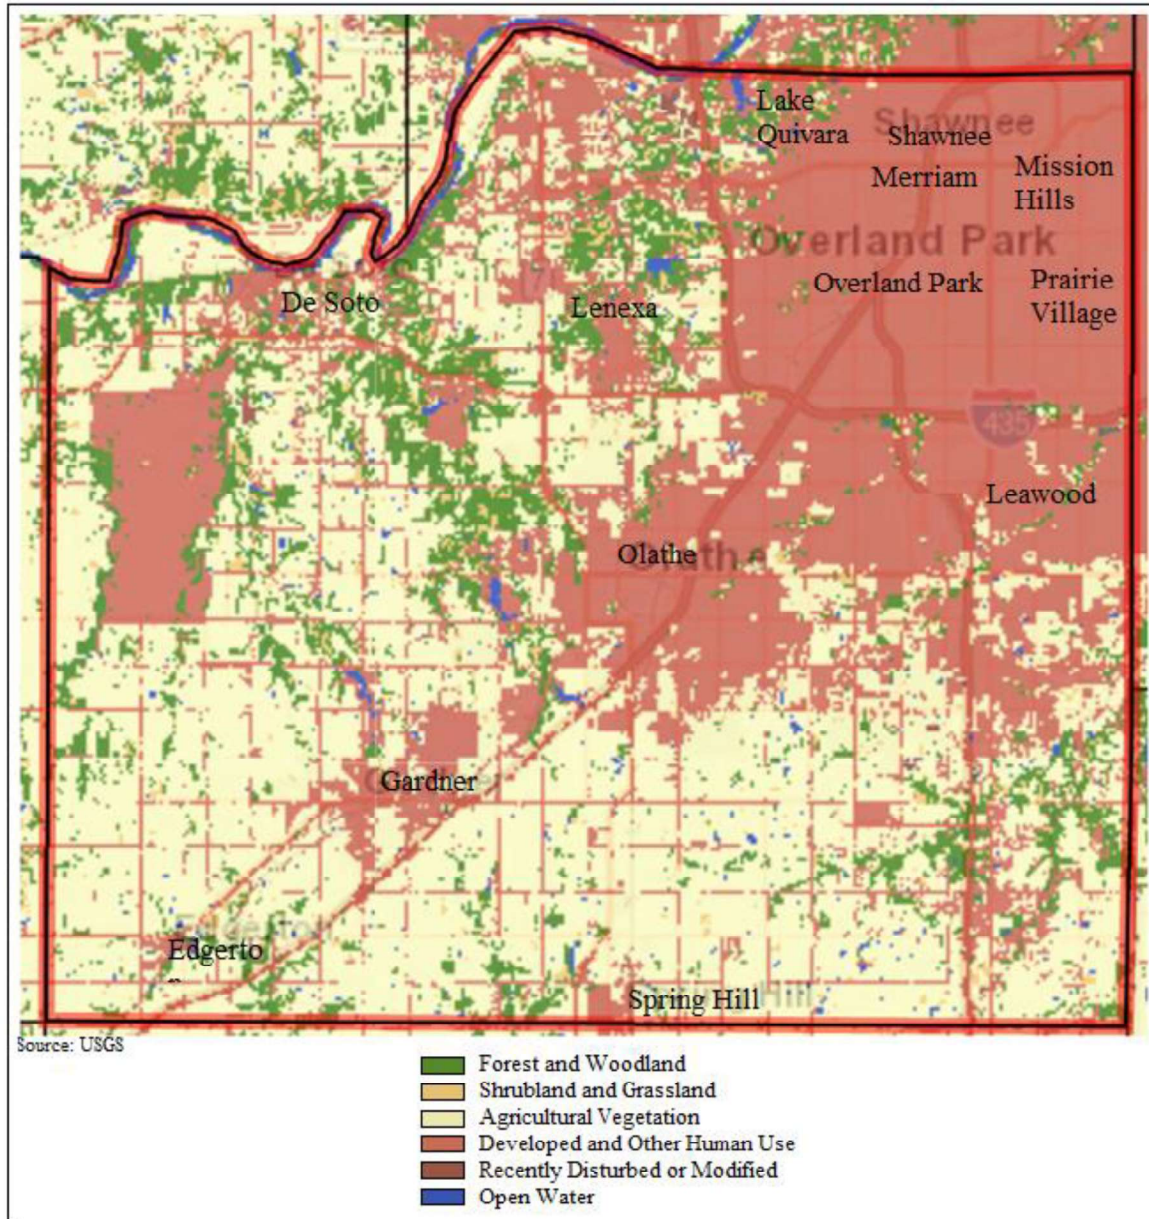 Lake
Quivara
Shawnee
Shawnee
Merriam
Mission
Hills
Overland Park
Overland Park
Prairie
Village
De Soto
Lenexa
435
Leawood
Olathe
Gardner
Edgerto
Spring Hill
Source: USGS
Forest and Woodland
Shrubland and Grassland
Agricultural Vegetation
Developed and Other Human Use
Recently Disturbed or Modified
Open Water